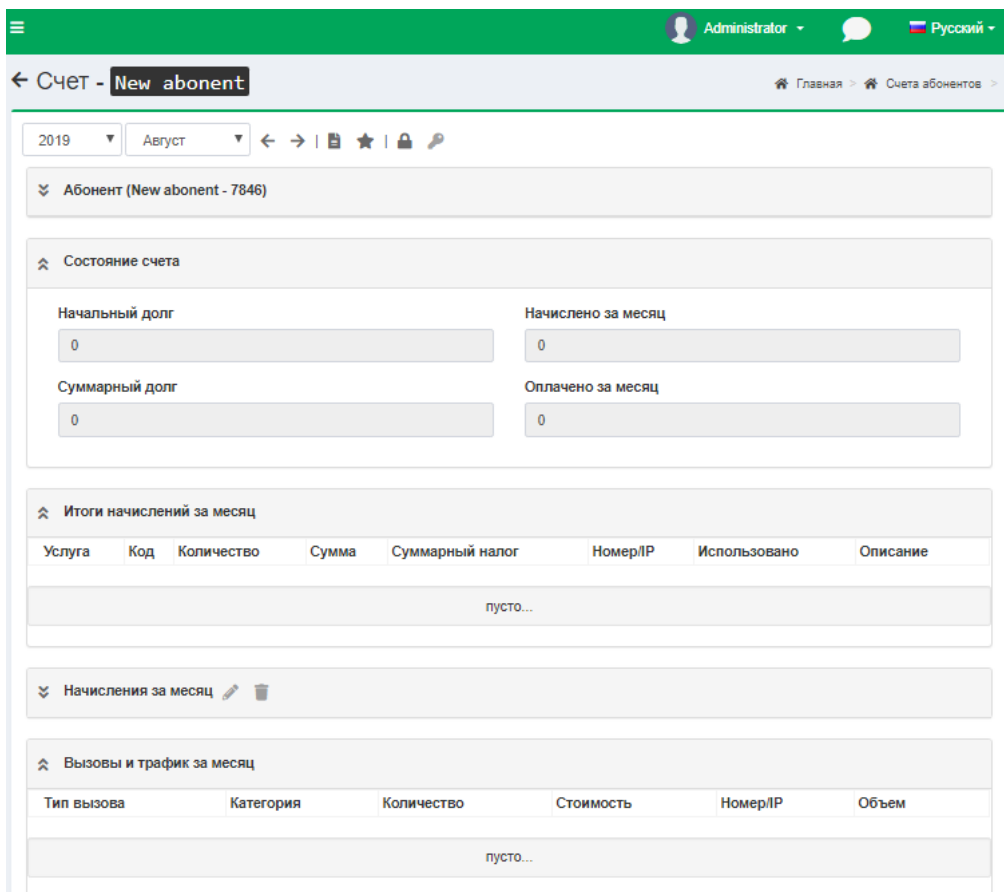 Administrator Русский
Счет - New abonent Главная > Счета абонентов >
2019 Август
Абонент (New abonent - 7846)
Состояние счета
Начальный долг Начислено за месяц
0 0
Суммарный долг Оплачено за месяц
0 0
Итоги начислений за месяц
Услуга Код Количество Сумма Суммарный налог Номер/IP Использовано Описание
пусто...
Начисления за месяц
Вызовы и трафик за месяц
Тип вызова Категория Количество Стоимость Номер/IP Объем
пусто...